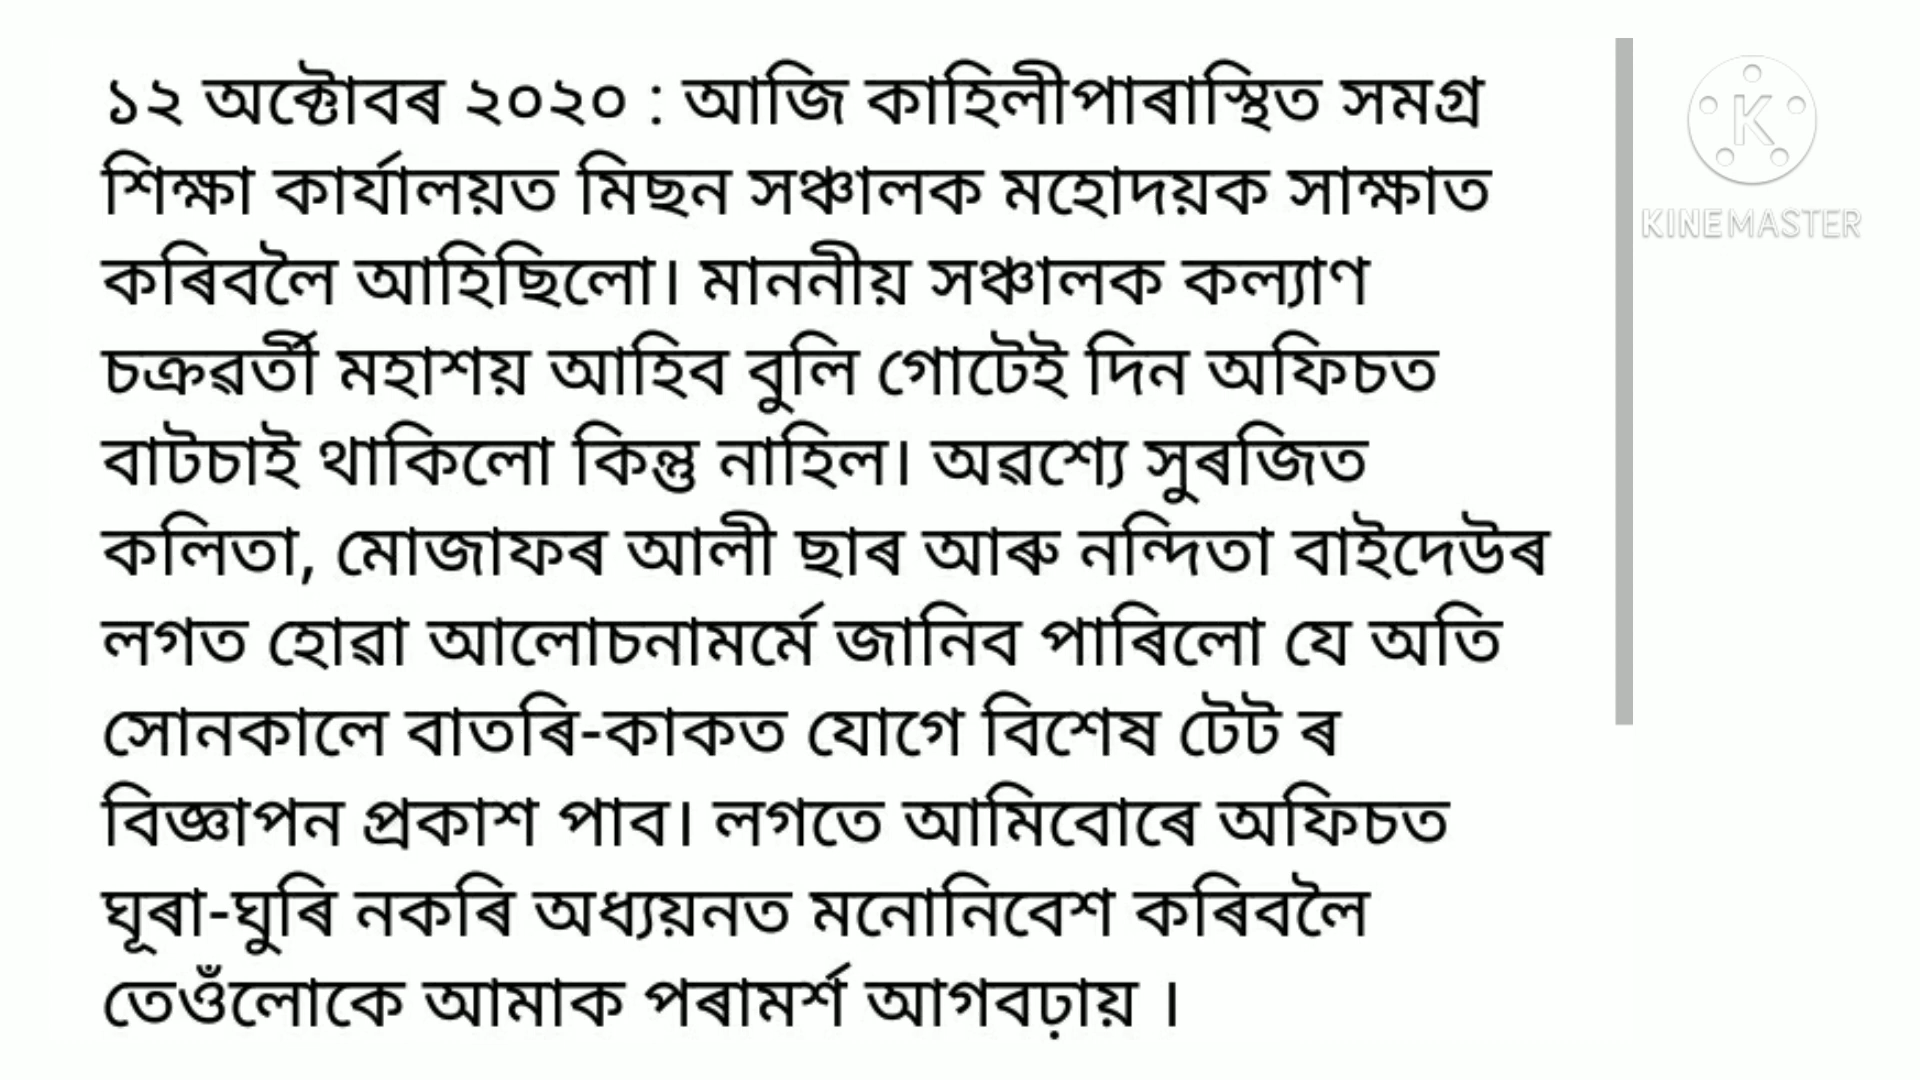 ১২ অক্টোবৰ ২০২০ : আজি কাহিলীপাৰাস্থিত সমগ্ৰ
শিক্ষা কাৰ্যালয়ত মিছন সঞ্চালক মহোদয়ক সাক্ষাত
কৰিবলৈ আহিছিলো। মাননীয় সঞ্চালক কল্যাণ
চক্ৰৱৰ্তী মহাশয় আহিব বুলি গোটেই দিন অফিচত
বাটচাই থাকিলো কিন্তু নাহিল। অৱশ্যে সুৰজিত
কলিতা, মোজাফৰ আলী ছাৰ আৰু নন্দিতা বাইদেউৰ
লগত হোৱা আলোচনামৰ্মে জানিব পাৰিলো যে অতি
সোনকালে বাতৰি-কাকত যোগে বিশেষ টেট ৰ
বিজ্ঞাপন প্ৰকাশ পাব। লগতে আমিবোৰে অফিচত
ঘূৰা-ঘুৰি নকৰি অধ্যয়নত মনোনিবেশ কৰিবলৈ
তেওঁলোকে আমাক পৰামৰ্শ আগবঢ়ায় ।
K
KINEMASTER